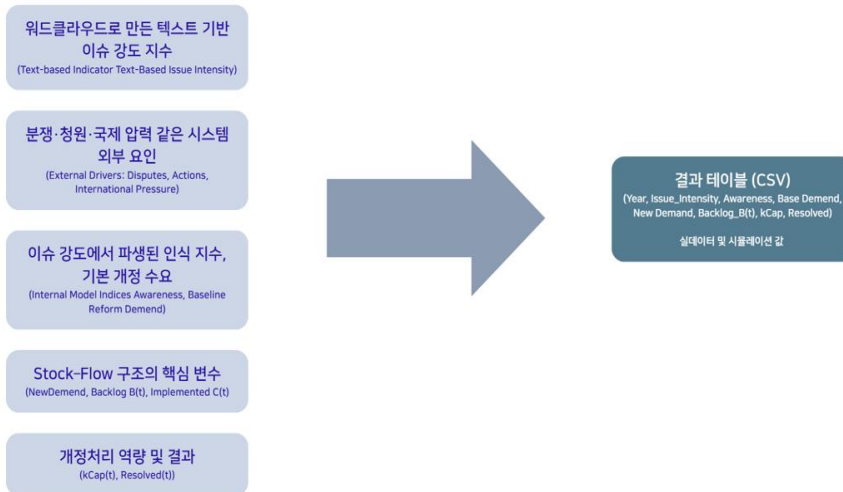 워드클라우드로 만든 텍스트 기반
이슈 강도 지수
(Text-based Indicator Text-Based Issue Intensity)
분쟁·청원·국제 압력 같은 시스템
외부 요인
(External Drivers: Disputes, Actions,
International Pressure)
이슈 강도에서 파생된 인식 지수,
기본 개정 수요
(Internal Model Indices Awareness, Baseline
Reform Demend)
Stock-Flow 구조의 핵심 변수
(NewDemend, Backlog B(t), Implemented C(t)
개정처리 역량 및 결과
(kCap(t), Resolved(t))
결과 테이블 (CSV)
(Year, Issue_Intensity, Awareness, Base Demend,
New Demand, Backlog_B(t), kCap, Resolved)
실데이터 및 시뮬레이션 값